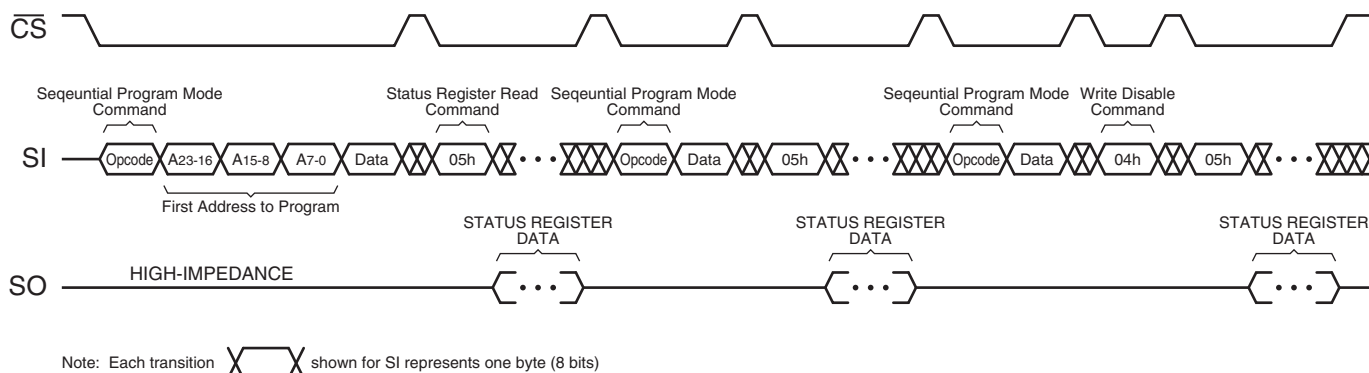 CS
Seqeuntial Program Mode
Command
Status Register Read
Command
Seqeuntial Program Mode
Command
Seqeuntial Program Mode
Command
Write Disable
Command
SI
Opcode
A23-16
A15-8
A7-0
Data
05h
Opcode
Data
05h
Opcode
Data
04h
05h
First Address to Program
STATUS REGISTER
DATA
STATUS REGISTER
DATA
STATUS REGISTER
DATA
SO
HIGH-IMPEDANCE
Note: Each transition shown for SI represents one byte (8 bits)